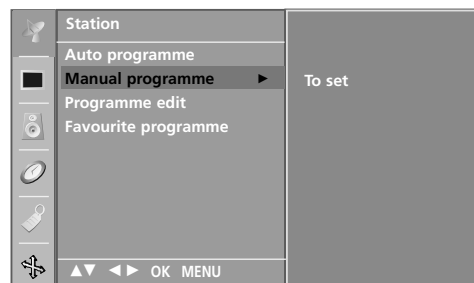 Station
Auto programme
Manual programme ►
To set
Programme edit
Favourite programme
▲▼ ◄► OK MENU